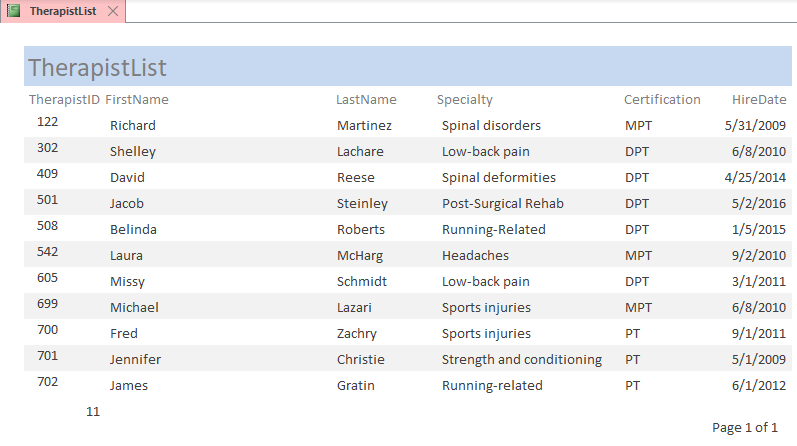 TherapistList
TherapistList
TherapistID FirstName LastName Specialty Certification HireDate
122 Richard Martinez Spinal disorders MPT 5/31/2009
302 Shelley Lachare Low-back pain DPT 6/8/2010
409 David Reese Spinal deformities DPT 4/25/2014
501 Jacob Steinley Post-Surgical Rehab DPT 5/2/2016
508 Belinda Roberts Running-Related DPT 1/5/2015
542 Laura McHarg Headaches MPT 9/2/2010
605 Missy Schmidt Low-back pain DPT 3/1/2011
699 Michael Lazari Sports injuries MPT 6/8/2010
700 Fred Zachry Sports injuries PT 9/1/2011
701 Jennifer Christie Strength and conditioning PT 5/1/2009
702 James Gratin Running-related PT 6/1/2012
11
Page 1 of 1